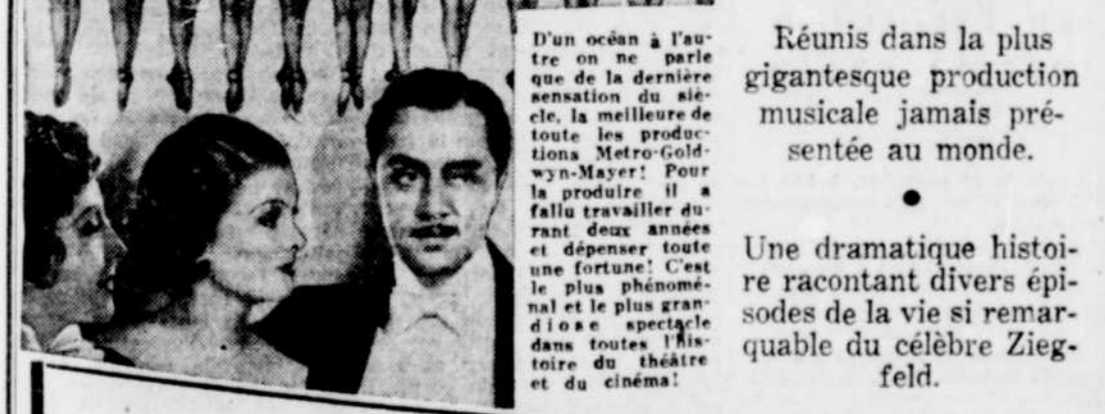 D'un océan à l'au-
tre on ne parle
que de la dernière
sensation du siè-
cle, la meilleure de
toute les produc-
tions Metro-Gold-
wyn-Mayer! Pour
la produire il a
fallu travailler du-
rant deux années
et dépenser toute
une fortune! C'est
le plus phénomé-
nal et le plus gran-
diose spectacle
dans toutes l'his-
toire du théâtre
et du cinéma!
Réunis dans la plus
gigantesque production
musicale jamais pré-
sentée au monde.
•
Une dramatique histoi-
re racontant divers épi-
sodes de la vie si remar-
quable du célèbre Zieg-
feld.